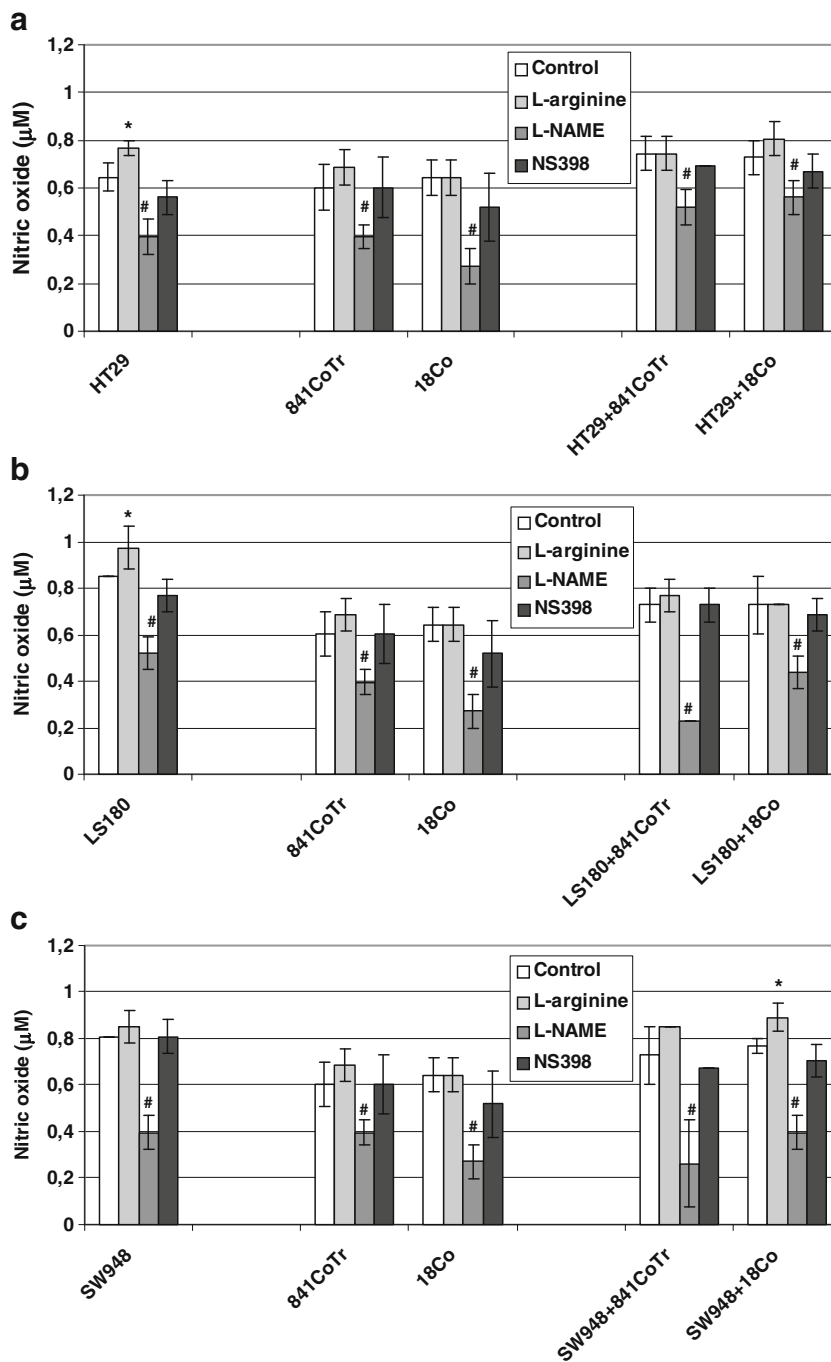 a
1,2
1
0,8
0,6
0,4
0,2
0
Nitric oxide (μM)
Control
L-arginine
L-NAME
NS398
*
#
#
#
#
#
HT29
841CoTr
18Co
HT29+841CoTr
HT29+18Co
b
1,2
1
0,8
0,6
0,4
0,2
0
Nitric oxide (μM)
Control
L-arginine
L-NAME
NS398
*
#
#
#
#
#
LS180
841CoTr
18Co
LS180+841CoTr
LS180+18Co
c
1,2
1
0,8
0,6
0,4
0,2
0
Nitric oxide (μM)
Control
L-arginine
L-NAME
NS398
#
#
#
#
*
#
SW948
841CoTr
18Co
SW948+841CoTr
SW948+18Co